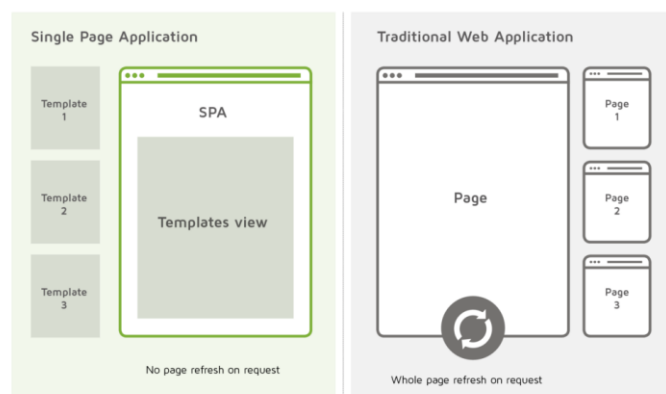 Single Page Application
Template
1
Template
2
Template
3
SPA
Templates view
No page refresh on request
Traditional Web Application
Page
Page
1
Page
2
Page
3
Whole page refresh on request